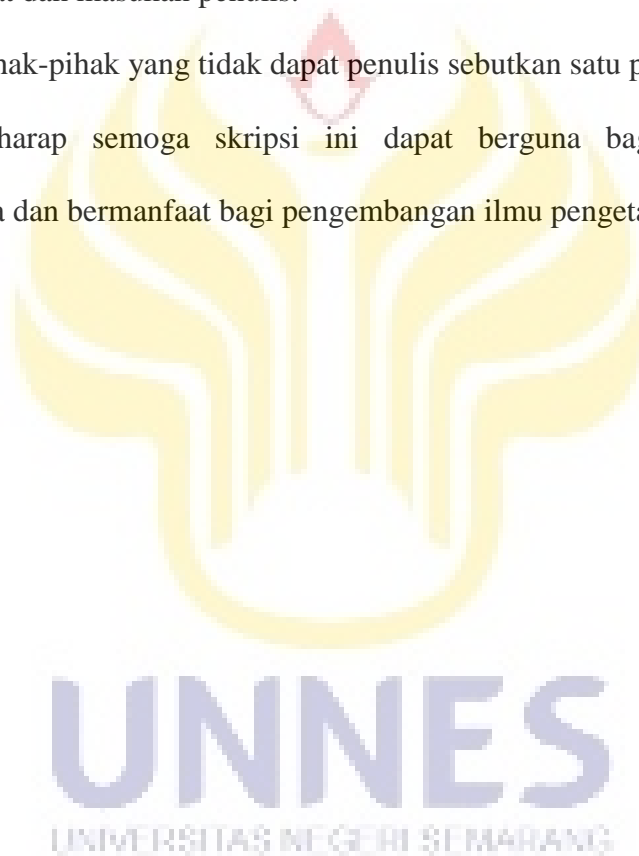 dan masukan penulis.
hak-pihak yang tidak dapat penulis sebutkan satu p
harap semoga skripsi ini dapat berguna bag
a dan bermanfaat bagi pengembangan ilmu pengeta
UNNES
UNIVERSITAS NEGERI SEMARANG